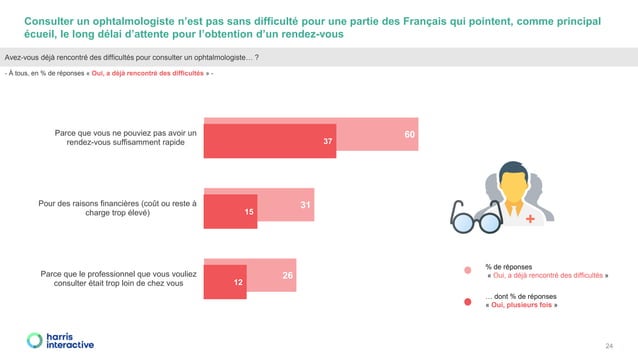 Consulter un ophtalmologiste n’est pas sans difficulté pour une partie des Français qui pointent, comme principal
écueil, le long délai d’attente pour l’obtention d’un rendez-vous
Avez-vous déjà rencontré des difficultés pour consulter un ophtalmologiste… ?
- À tous, en % de réponses « Oui, a déjà rencontré des difficultés » -
Parce que vous ne pouviez pas avoir un
rendez-vous suffisamment rapide
37
60
Pour des raisons financières (coût ou reste à
charge trop élevé)
15
31
Parce que le professionnel que vous vouliez
consulter était trop loin de chez vous
12
26
% de réponses
« Oui, a déjà rencontré des difficultés »
… dont % de réponses
« Oui, plusieurs fois »
harris
interactive
24